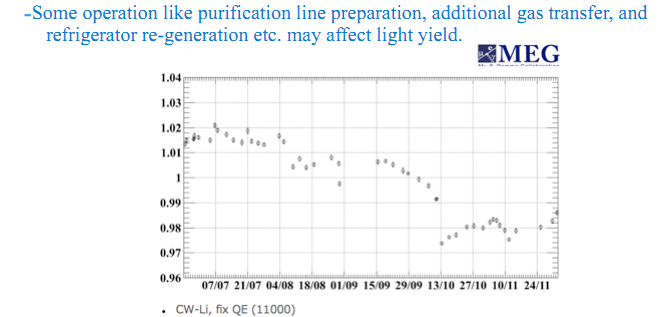 -Some operation like purification line preparation, additional gas transfer, and
refrigerator re-generation etc. may affect light yield.
MEG
1.04
1.03
1.02
1.01
1
0.99
0.98
0.97
0.96
07/07 21/07 04/08 18/08 01/09 15/09 29/09 13/10 27/10 10/11 24/11
• CW-Li, fix QE (11000)